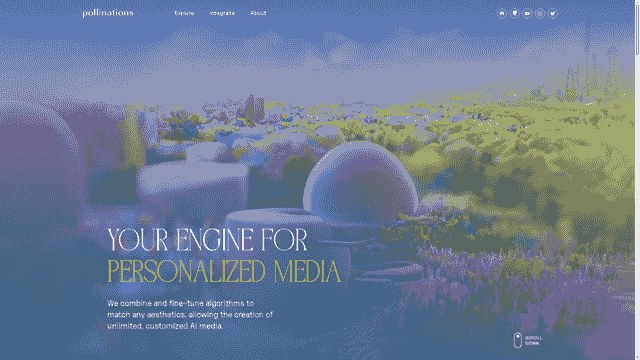 pollinations
Explore Integrate About
YOUR ENGINE FOR
PERSONALIZED MEDIA
We combine and fine-tune algorithms to
match any aesthetics, allowing the creation of
unlimited, customized AI media.
SCROLL
DOWN